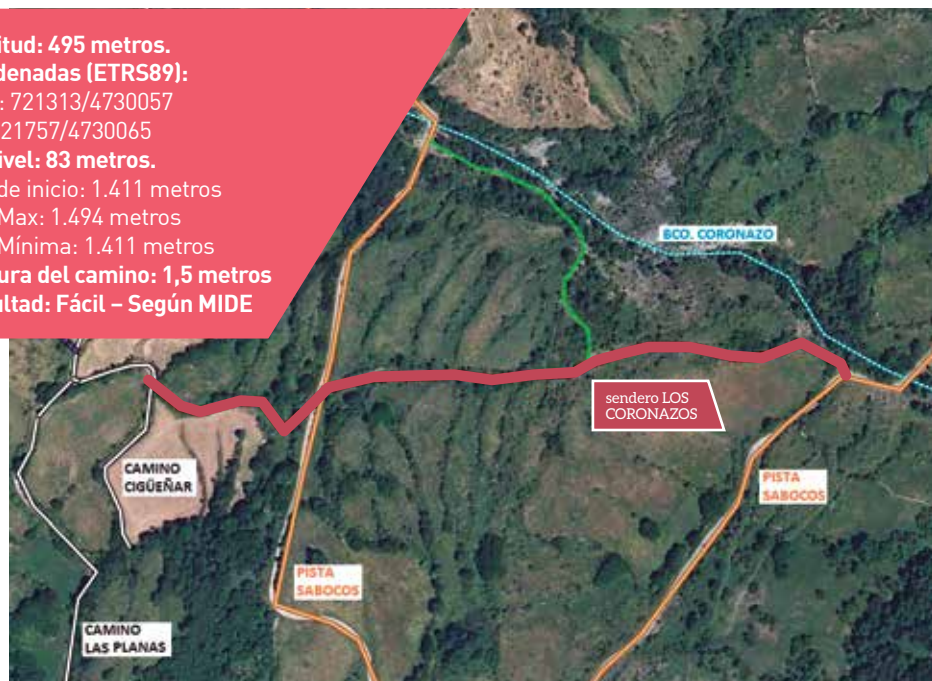 itud: 495 metros.
denadas (ETRS89):
: 721313/4730057
21757/4730065
ivel: 83 metros.
de inicio: 1.411 metros
Max: 1.494 metros
Mínima: 1.411 metros
ura del camino: 1,5 metros
ultad: Fácil – Según MIDE
BCO. CORONAZO
sendero LOS
CORONAZOS
CAMINO
CIGÜEÑAR
PISTA
SABOCOS
PISTA
SABOCOS
CAMINO
LAS PLANAS